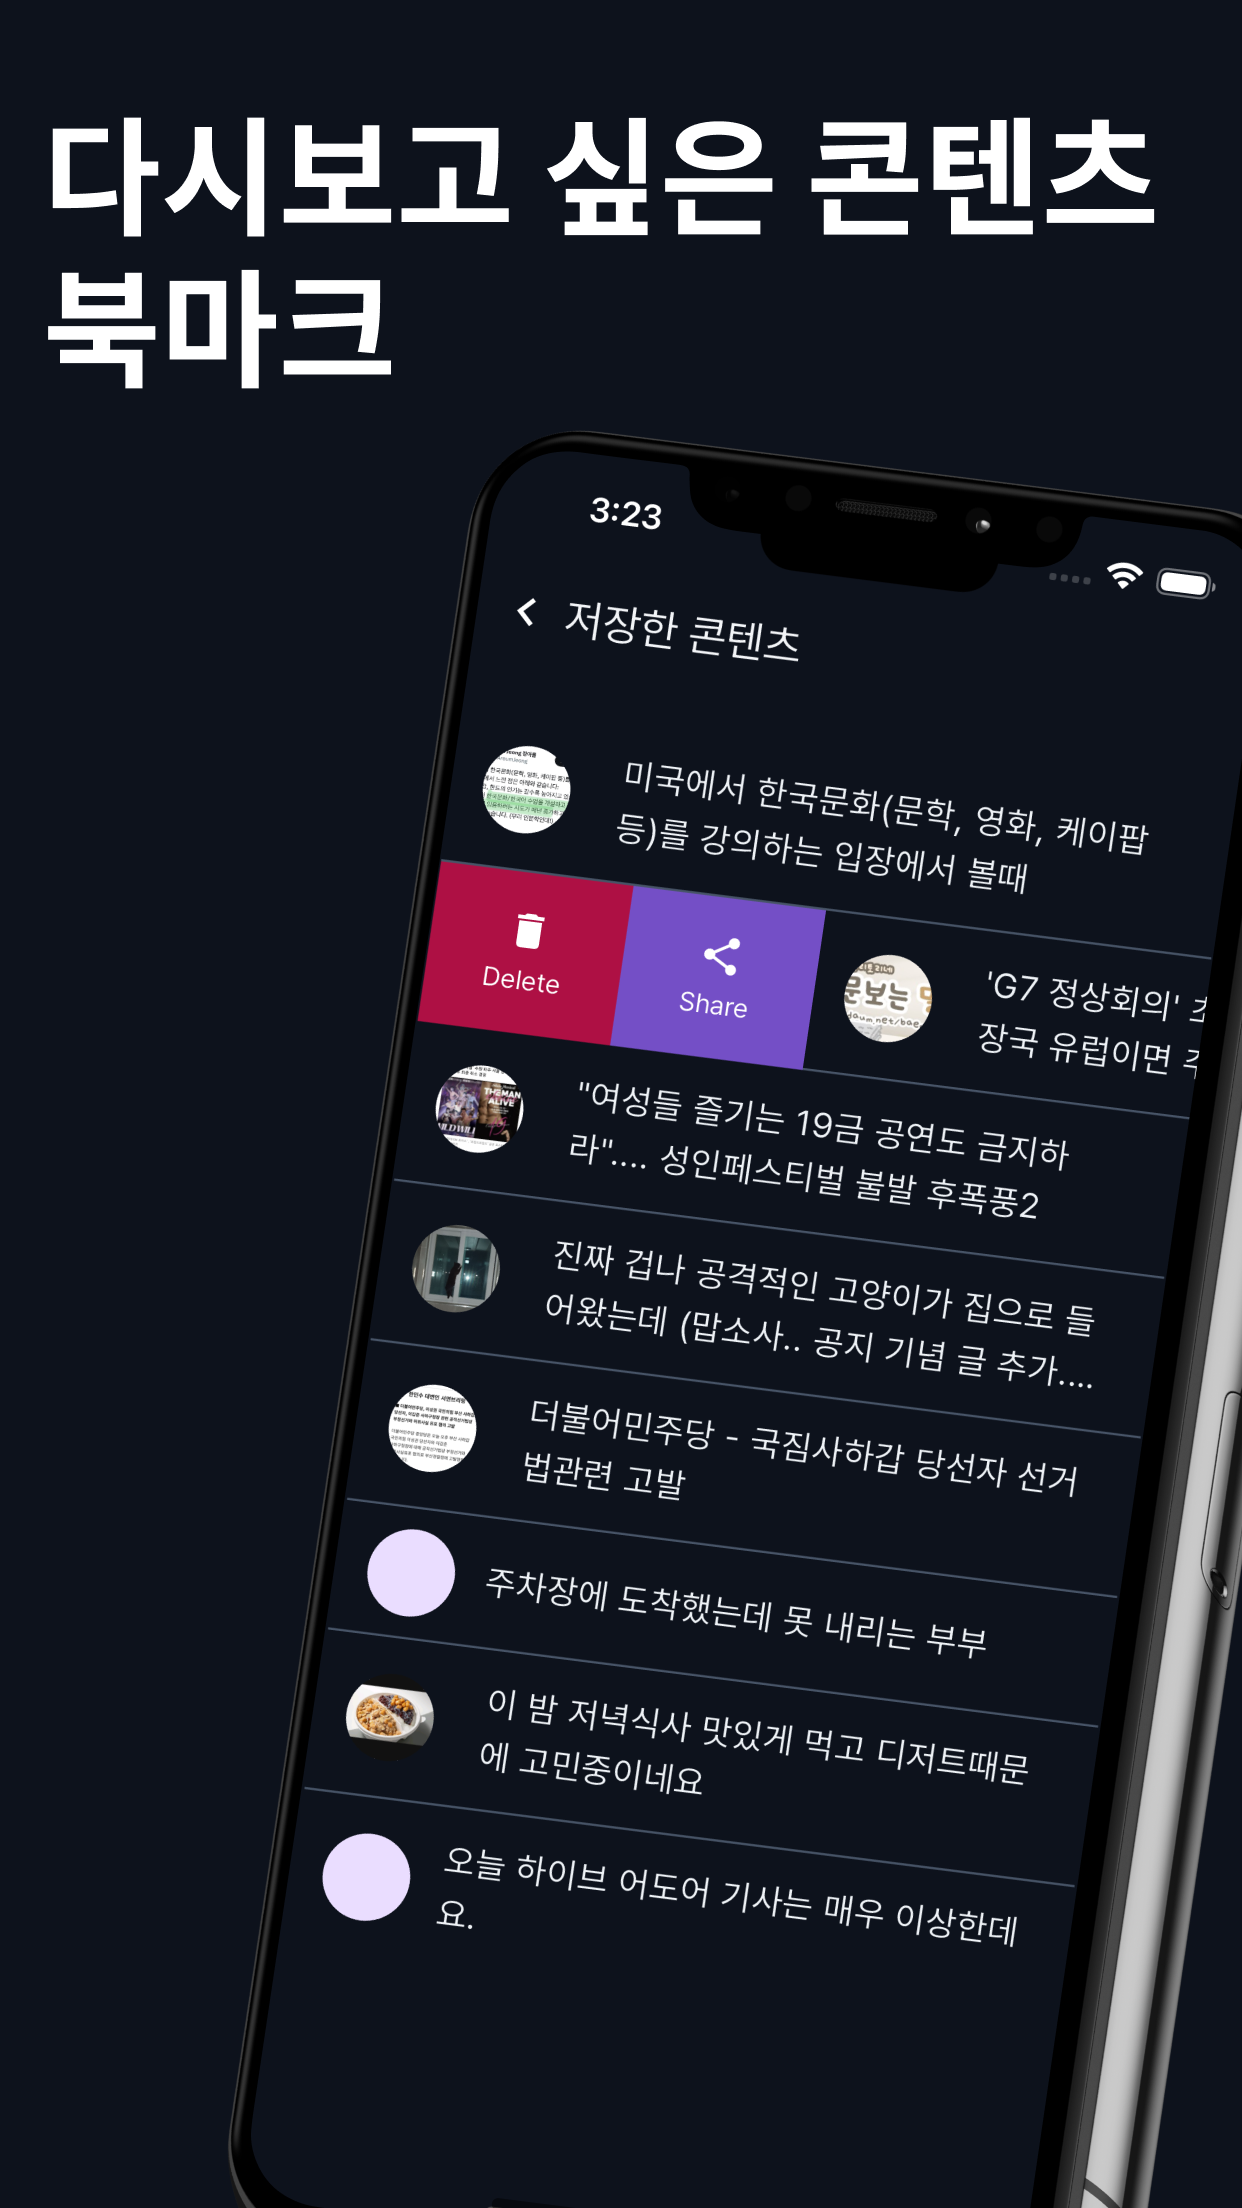 다시보고 싶은 콘텐츠
북마크
3:23
저장한 콘텐츠
미국에서 한국문화(문학, 영화, 케이팝
등)를 강의하는 입장에서 볼때
Delete
Share
문보는
'G7 정상회의' 초
장국 유럽이면
THE MAN
ALIVE
"여성들 즐기는 19금 공연도 금지하
라".... 성인페스티벌 불발 후폭풍2
진짜 겁나 공격적인 고양이가 집으로 들
어왔는데 (맙소사.. 공지 기념 글 추가....
더불어민주당 - 국짐사하갑 당선자 선거
법관련 고발
주차장에 도착했는데 못 내리는 부부
이 밤 저녁식사 맛있게 먹고 디저트때문
에 고민중이네요
오늘 하이브 어도어 기사는 매우 이상한데
요.